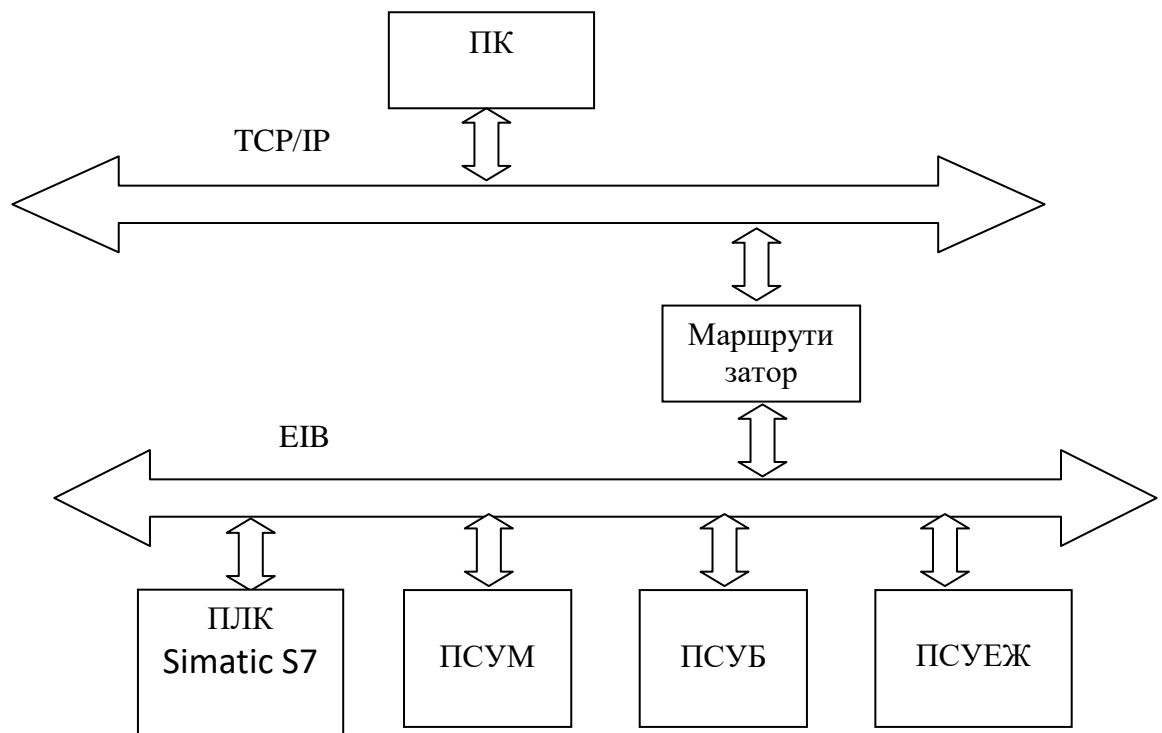 ПК
TCP/IP
Маршрути
затор
EIB
ПЛК
Simatic S7
ПСУМ
ПСУБ
ПСУЕЖ